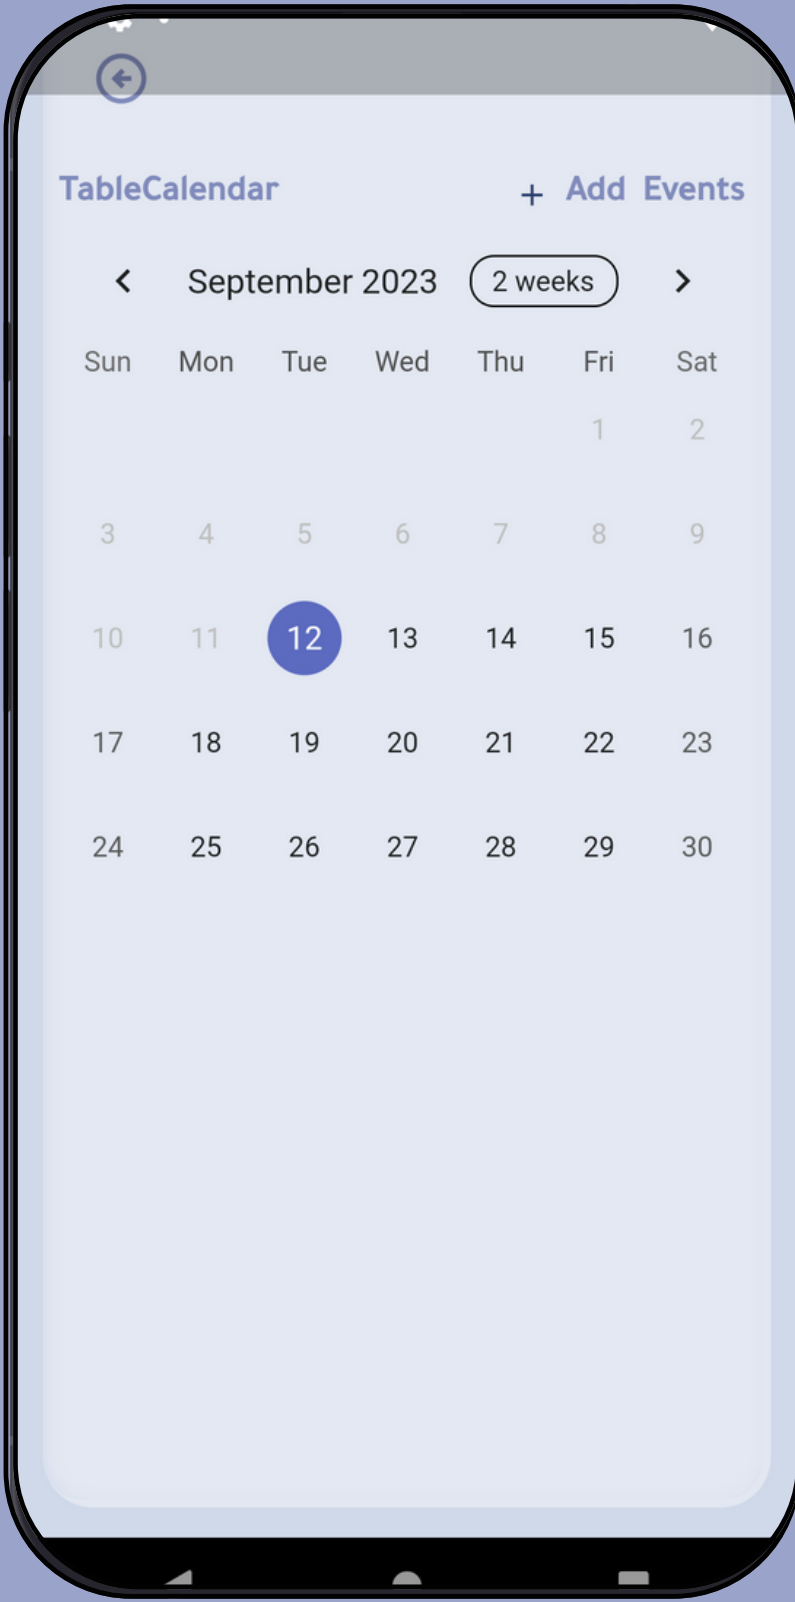 TableCalendar + Add Events
September 2023 2 weeks
Sun Mon Tue Wed Thu Fri Sat
1 2
3 4 5 6 7 8 9
10 11 12 13 14 15 16
17 18 19 20 21 22 23
24 25 26 27 28 29 30